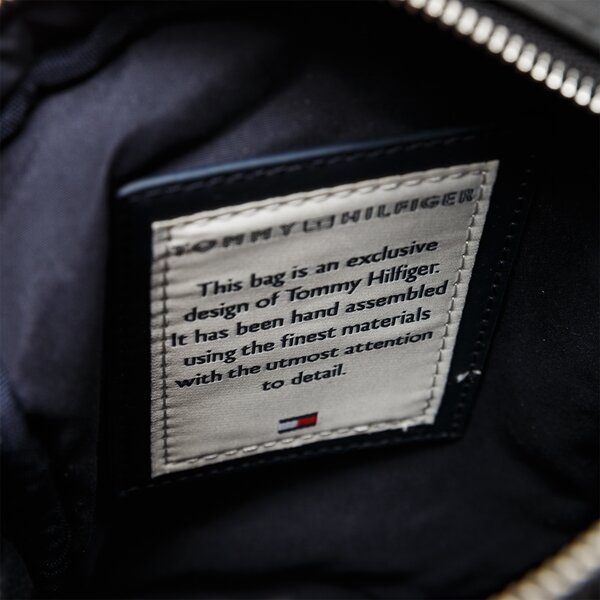 TOMMY HILFIGER
This bag is an exclusive
design of Tommy Hilfiger.
It has been hand assembled
using the finest materials
with the utmost attention
to detail.